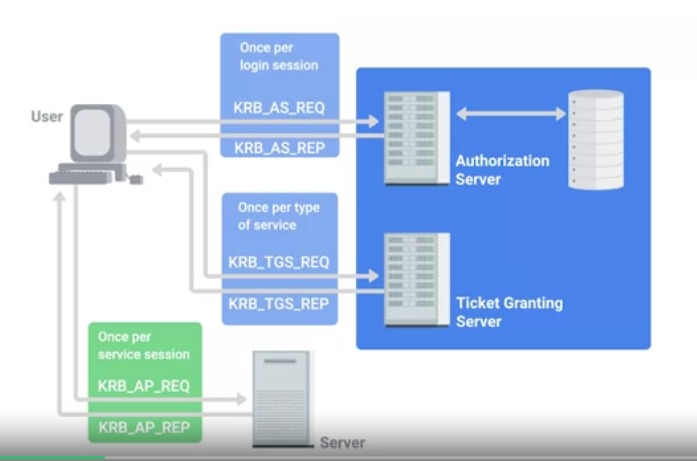 Once per
login session
User
KRB_AS_REQ
KRB_AS_REP
Authorization
Server
Once per type
of service
KRB_TGS_REQ
KRB_TGS_REP
Ticket Granting
Server
Once per
service session
KRB_AP_REQ
KRB_AP_REP
Server